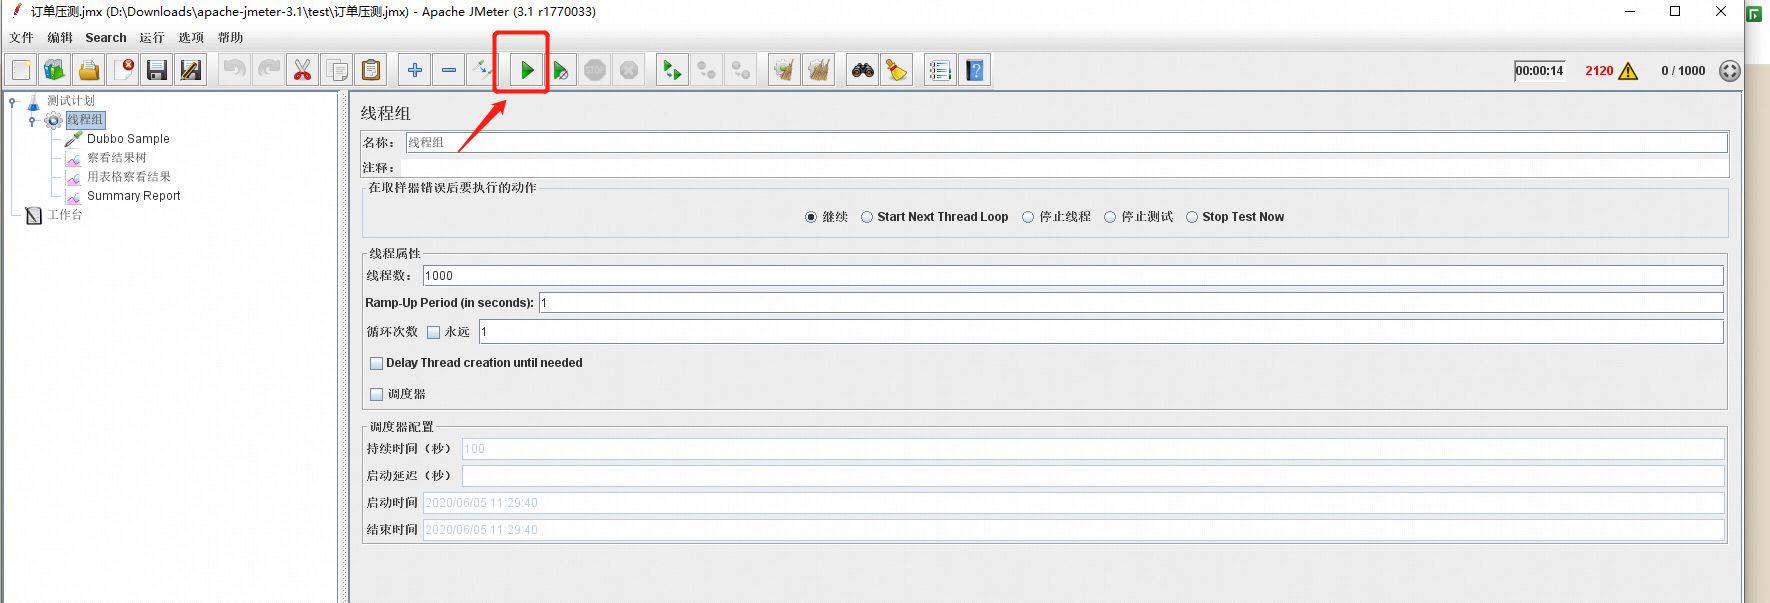 订单压测.jmx (D:\Downloads\apache-jmeter-3.1\test\订单压测.jmx) - Apache JMeter (3.1 r1770033)
文件 编辑 Search 运行 选项 帮助
STOP
00:00:14 2120 0 / 1000
测试计划
线程组
Dubbo Sample
察看结果树
用表格察看结果
Summary Report
工作台
线程组
名称： 线程组
注释：
在取样器错误后要执行的动作
继续 Start Next Thread Loop 停止线程 停止测试 Stop Test Now
线程属性
线程数： 1000
Ramp-Up Period (in seconds): 1
循环次数 永远 1
Delay Thread creation until needed
调度器
调度器配置
持续时间（秒） 100
启动延迟（秒）
启动时间 2020/06/05 11:29:40
结束时间 2020/06/05 11:29:40